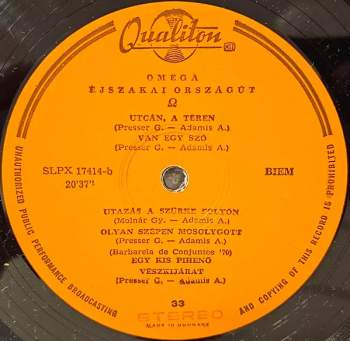 Qualiton
OMEGA
ÉJSZAKAI ORSZÁGÚT
Ω
UTCÁN, A TÉREN
(Presser G. — Adamis A.)
VAN EGY SZÓ
(Presser G. — Adamis A.)
SLPX 17414-b
20'37"
BIEM
UTAZÁS A SZÜRKE FOLYÓN
(Molnár Gy. — Adamis A.)
OLYAN SZÉPEN MOSOLYGOTT
(Presser G. — Adamis A.)
(Barbarela de Conjuntos '70)
EGY KIS PIHENŐ
VÉSZKIJÁRAT
(Presser G. — Adamis A.)
33
STEREO
MADE IN HUNGARY
UNAUTHORIZED PUBLIC PERFORMANCE BROADCASTING
AND COPYING OF THIS RECORD IS PROHIBITED